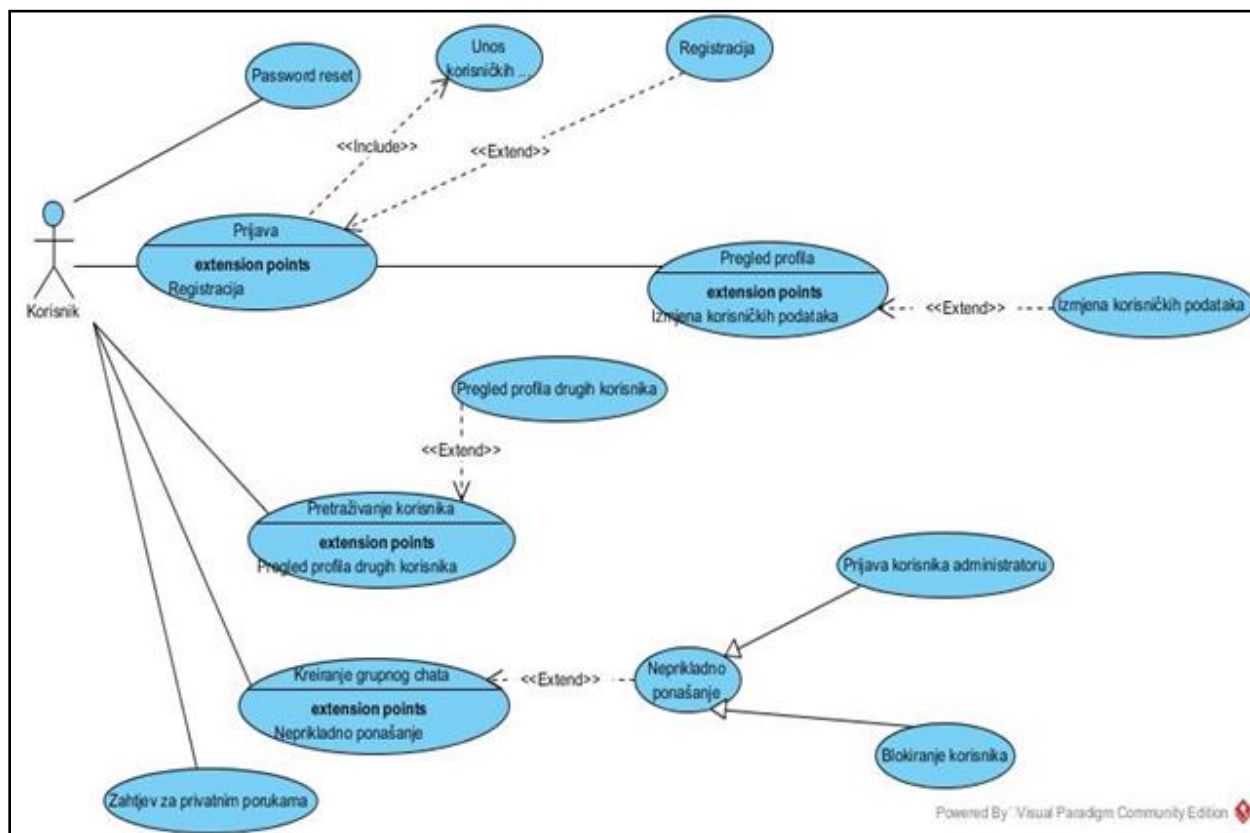 Unos
korisničkih ...
Registracija
Password reset
<<Include>>
<<Extend>>
Prijava
extension points
Registracija
Korisnik
Pregled profila
extension points
Izmjena korisničkih podataka
<<Extend>>
Izmjena korisničkih podataka
Pregled profila drugih korisnika
<<Extend>>
Pretraživanje korisnika
extension points
Pregled profila drugih korisnika
Prijava korisnika administratoru
Kreiranje grupnog chata
extension points
Neprikladno ponašanje
<<Extend>>
Neprikladno
ponašanje
Blokiranje korisnika
Zahtjev za privatnim porukama
Powered By Visual Paradigm Community Edition